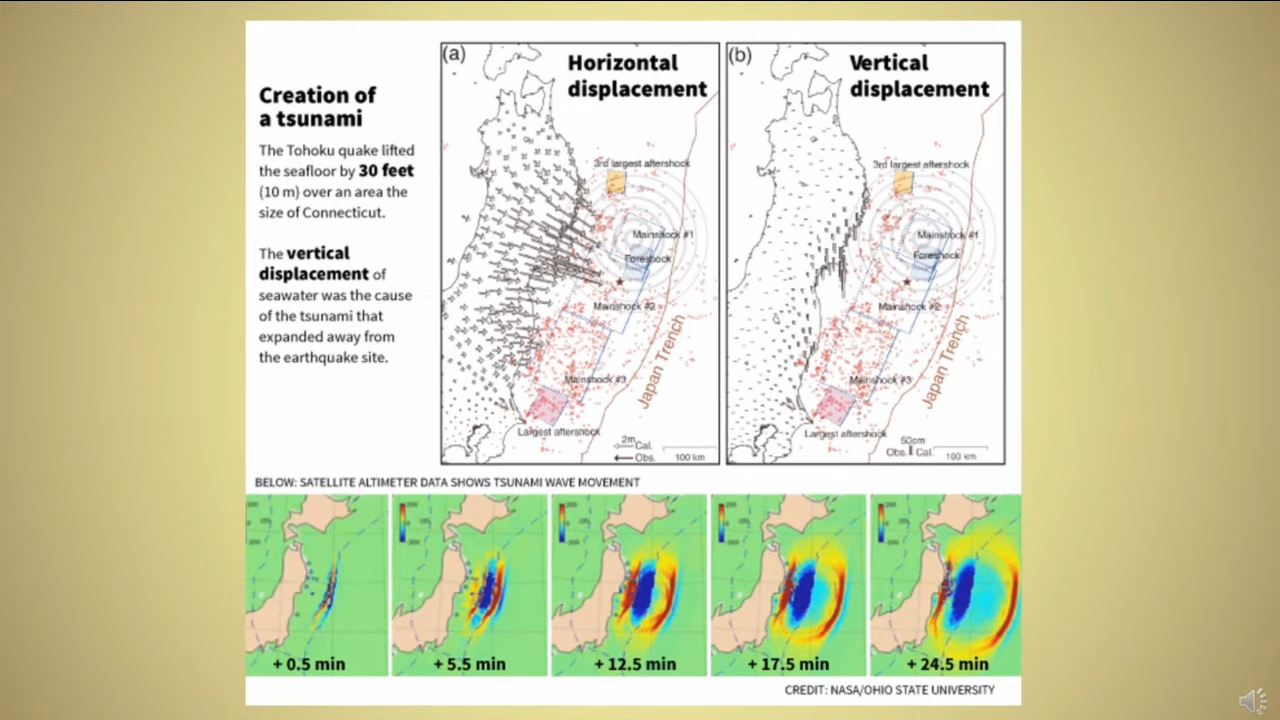 Creation of
a tsunami
The Tohoku quake lifted
the seafloor by 30 feet
(10 m) over an area the
size of Connecticut.
The vertical
displacement of
seawater was the cause
of the tsunami that
expanded away from
the earthquake site.
(a)
Horizontal
displacement
3rd largest aftershock
Mainshock #1
Foreshock
Mainshock #2
Mainshock #3
Largest aftershock
Japan Trench
2m
Cal.
Obs.
100 km
(b)
Vertical
displacement
3rd largest aftershock
Mainshock #1
Foreshock
Mainshock #2
Mainshock #3
Largest aftershock
Japan Trench
50cm
Obs. Cal.
100 km
BELOW: SATELLITE ALTIMETER DATA SHOWS TSUNAMI WAVE MOVEMENT
+ 0.5 min
+ 5.5 min
+ 12.5 min
+ 17.5 min
+ 24.5 min
CREDIT: NASA/OHIO STATE UNIVERSITY